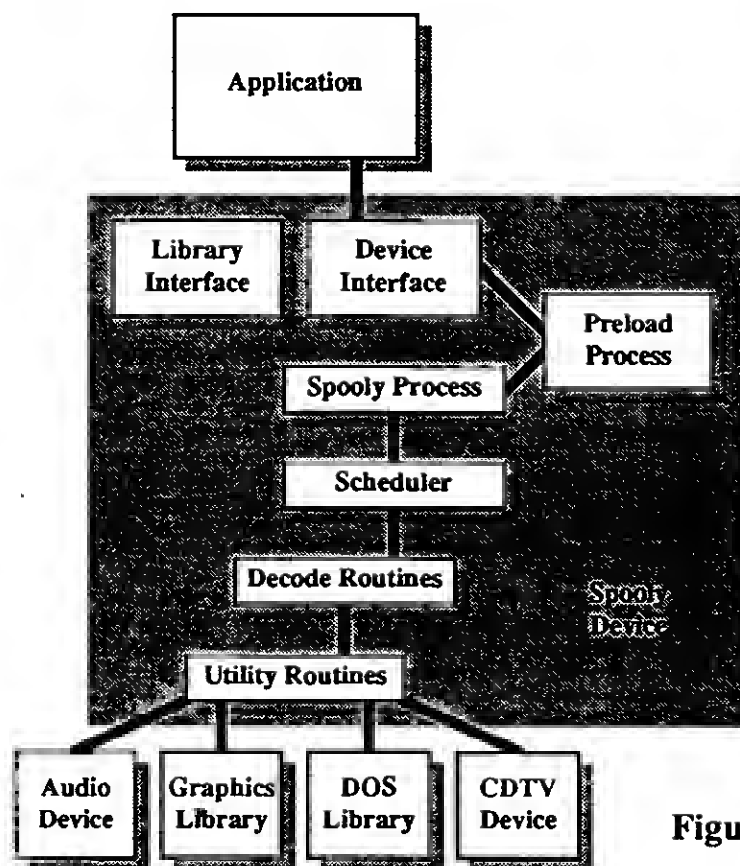 Application
Library
Interface
Device
Interface
Preload
Process
Spooly Process
Scheduler
Decode Routines
Spooly
Device
Utility Routines
Audio
Device
Graphics
Library
DOS
Library
CDTV
Device
Figu